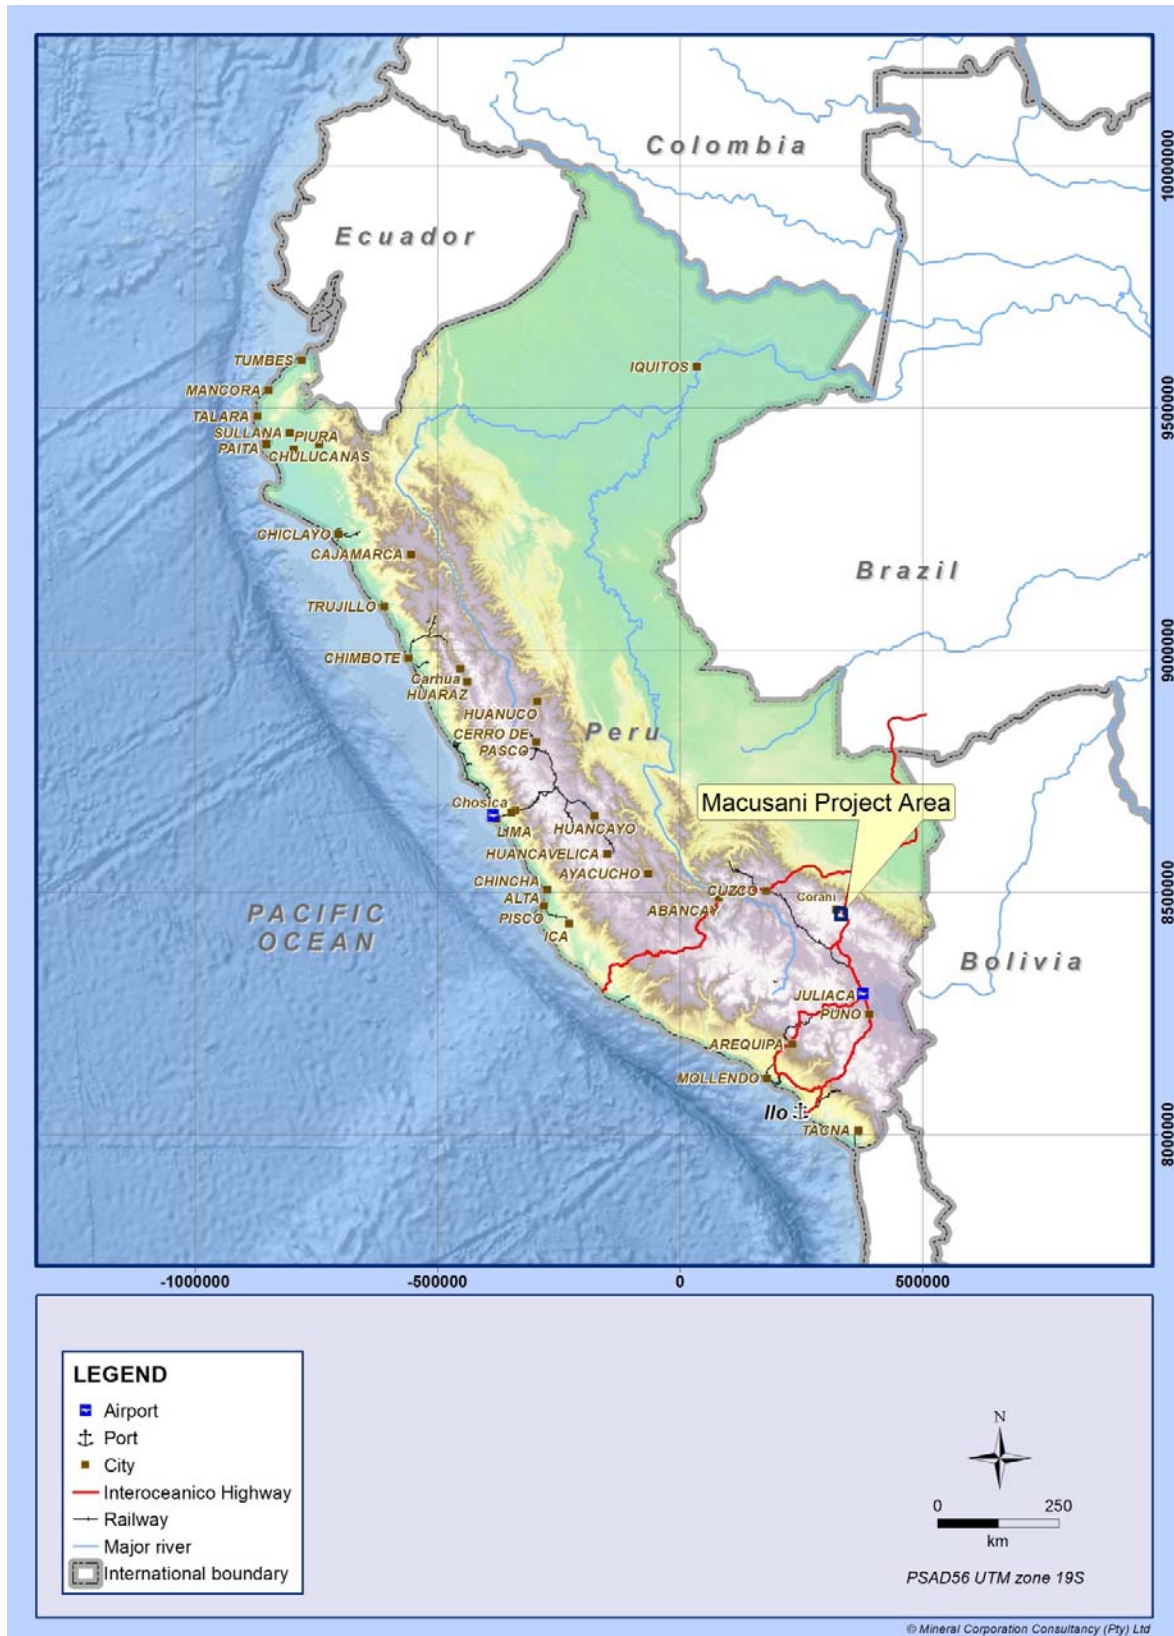 Colombia
Ecuador
10000000
TUMBES
IQUITOS
MANCORA
TALARA
9500000
SULLANA
PIURA
PAITA
CHULUCANAS
CHICLAYO
CAJAMARCA
Brazil
TRUJILLO
CHIMBOTE
9000000
Carhua
HUARAZ
HUANUCO
Peru
CERRO DE
PASCO
Macusani Project Area
Chosica
LIMA
HUANCAYO
HUANCAVELICA
AYACUCHO
CHINCHA
ALTA
CUZCO
Corani
8500000
ABANCAY
PISCO
ICA
PACIFIC
OCEAN
Bolivia
JULIACA
PUNO
AREQUIPA
MOLLENDO
Ilo
TACNA
8000000
-1000000
-500000
0
500000
LEGEND
Airport
Port
City
Interoceanico Highway
Railway
Major river
International boundary
N
0
250
km
PSAD56 UTM zone 19S
© Mineral Corporation Consultancy (Pty) Ltd